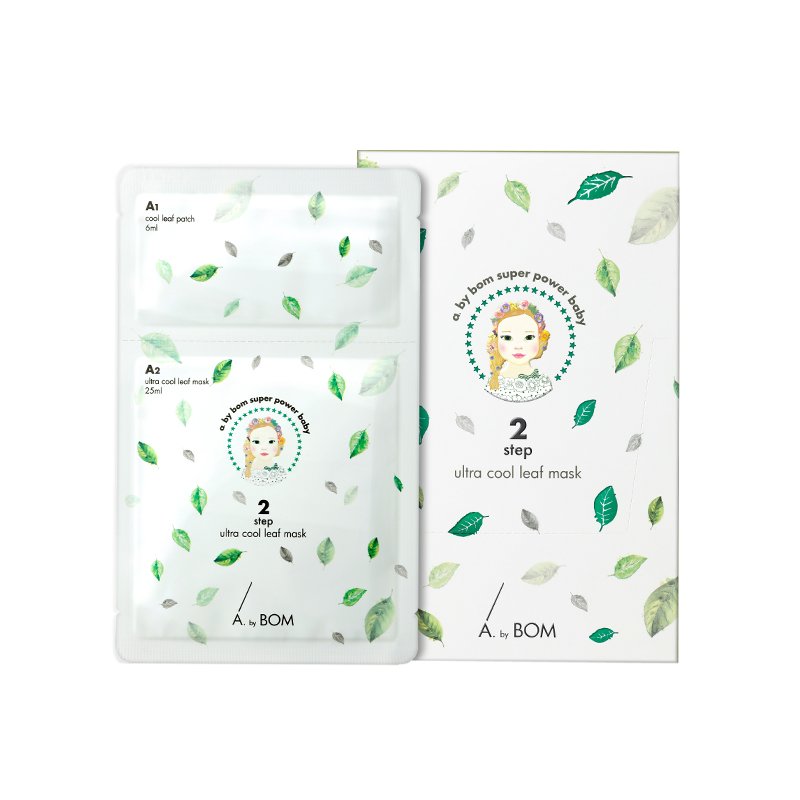 A1
cool leaf patch
6ml
A2
ultra cool leaf mask
25ml
a. by bom super power baby
2
step
ultra cool leaf mask
A. by BOM
a. by bom super power baby
2
step
ultra cool leaf mask
A. by BOM